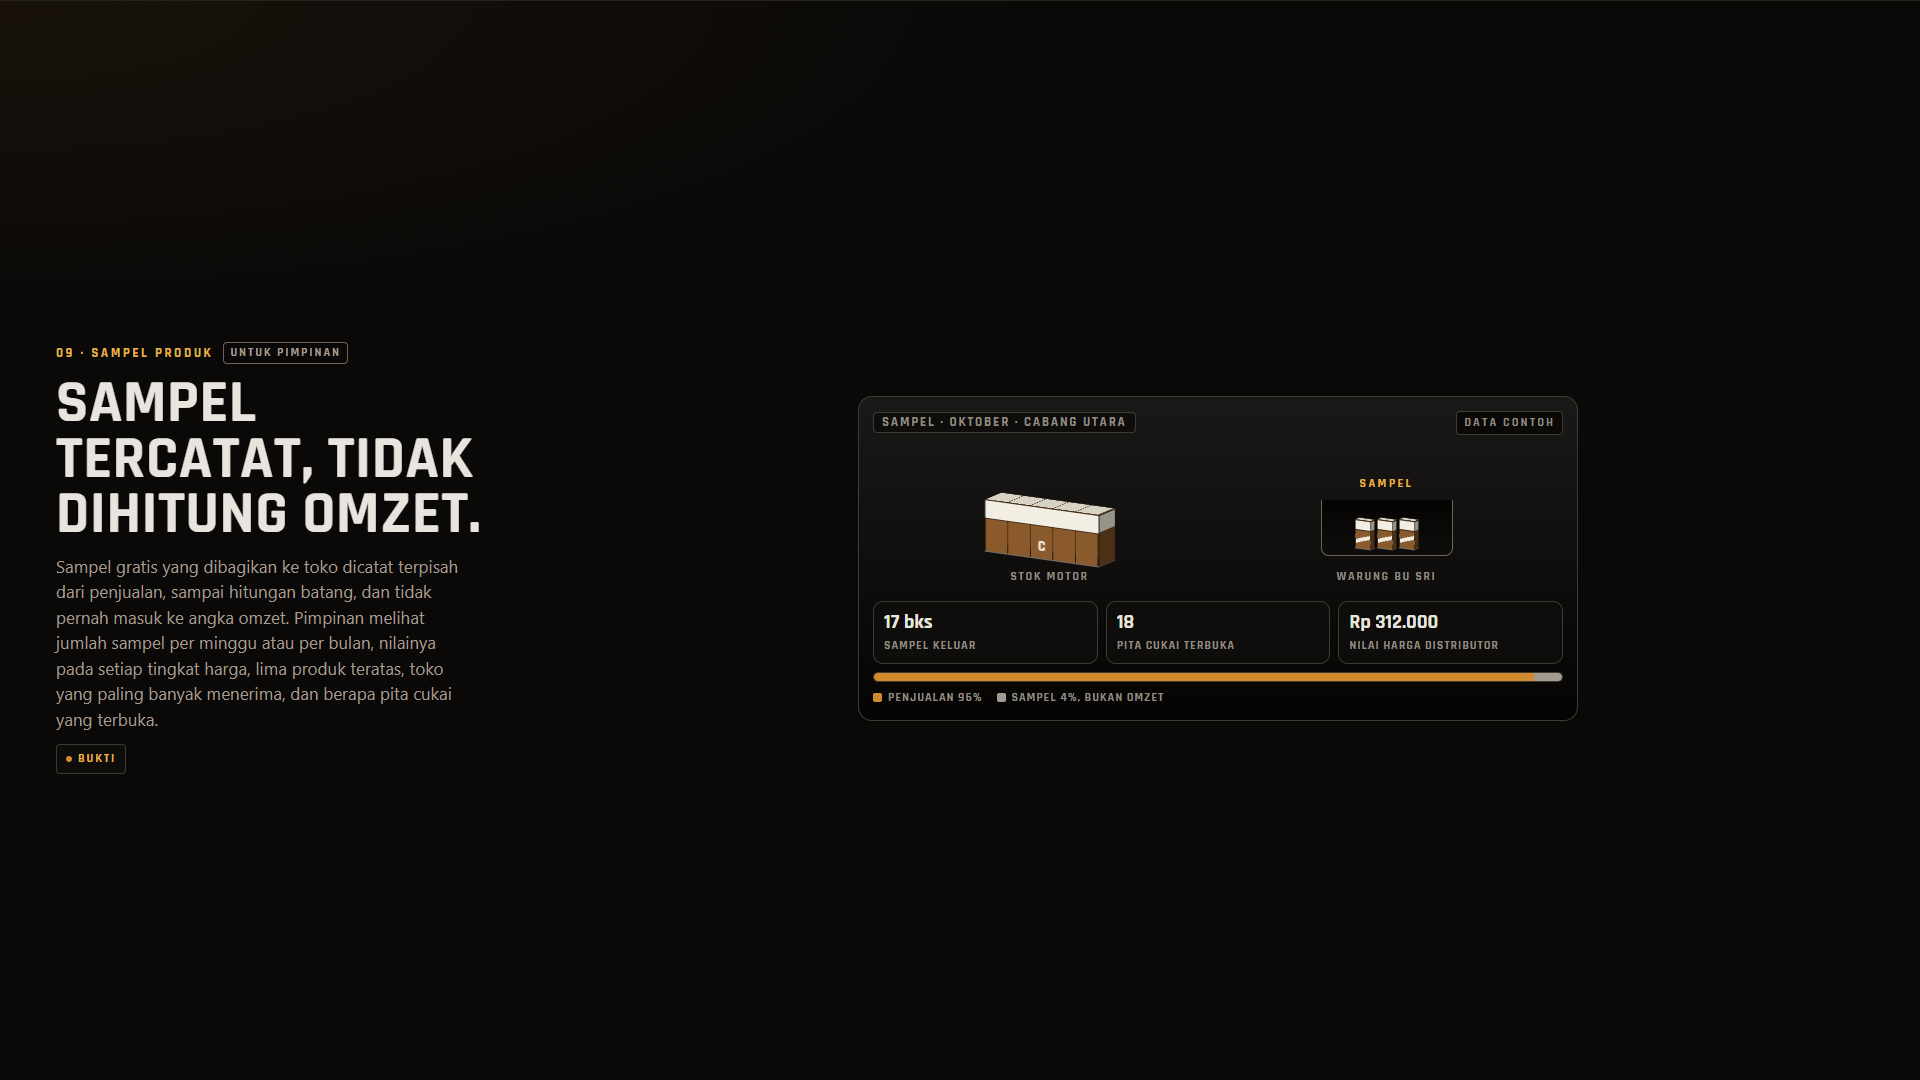 09 · SAMPEL PRODUK
UNTUK PIMPINAN
SAMPEL
TERCATAT, TIDAK
DIHITUNG OMZET.
Sampel gratis yang dibagikan ke toko dicatat terpisah
dari penjualan, sampai hitungan batang, dan tidak
pernah masuk ke angka omzet. Pimpinan melihat
jumlah sampel per minggu atau per bulan, nilainya
pada setiap tingkat harga, lima produk teratas, toko
yang paling banyak menerima, dan berapa pita cukai
yang terbuka.
BUKTI
SAMPEL · OKTOBER · CABANG UTARA
DATA CONTOH
C
STOK MOTOR
SAMPEL
WARUNG BU SRI
17 bks
SAMPEL KELUAR
18
PITA CUKAI TERBUKA
Rp 312.000
NILAI HARGA DISTRIBUTOR
PENJUALAN 96%
SAMPEL 4%, BUKAN OMZET